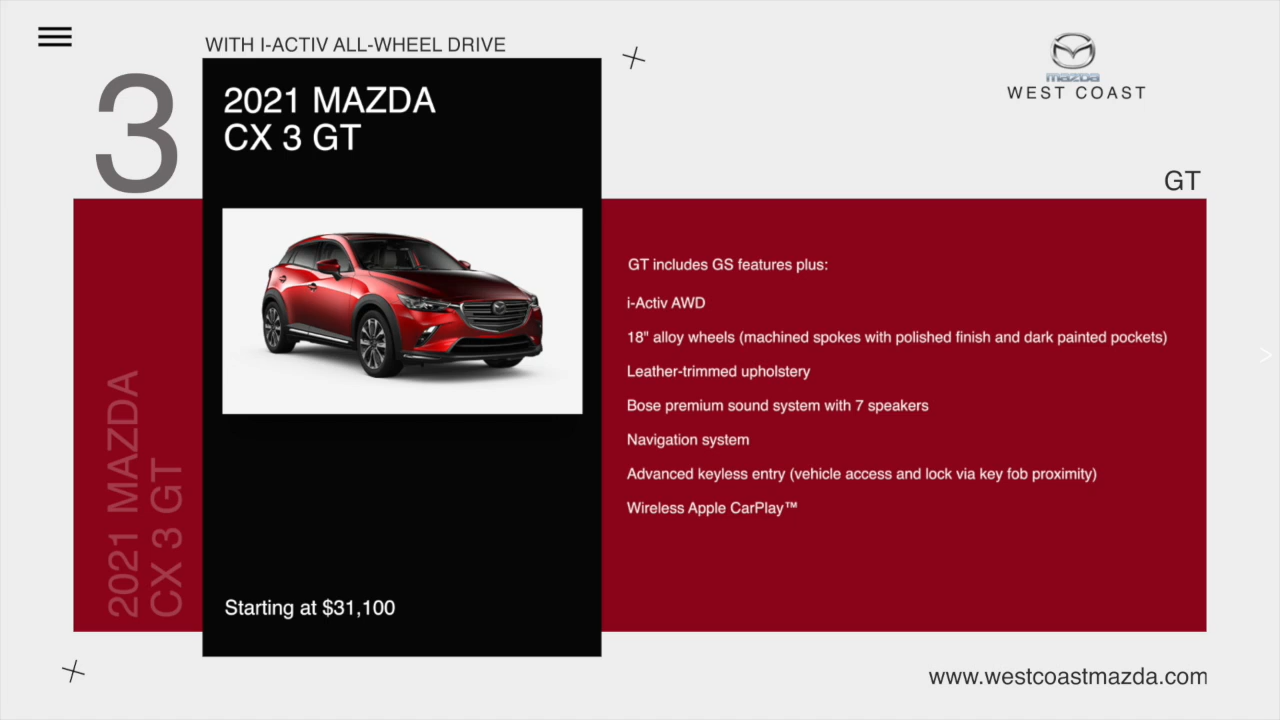 WITH I-ACTIV ALL-WHEEL DRIVE
3
2021 MAZDA
CX 3 GT
mazda
WEST COAST
GT
GT includes GS features plus:
i-Activ AWD
18" alloy wheels (machined spokes with polished finish and dark painted pockets)
Leather-trimmed upholstery
Bose premium sound system with 7 speakers
Navigation system
Advanced keyless entry (vehicle access and lock via key fob proximity)
Wireless Apple CarPlay™
2021 MAZDA
CX 3 GT
Starting at $31,100
www.westcoastmazda.com